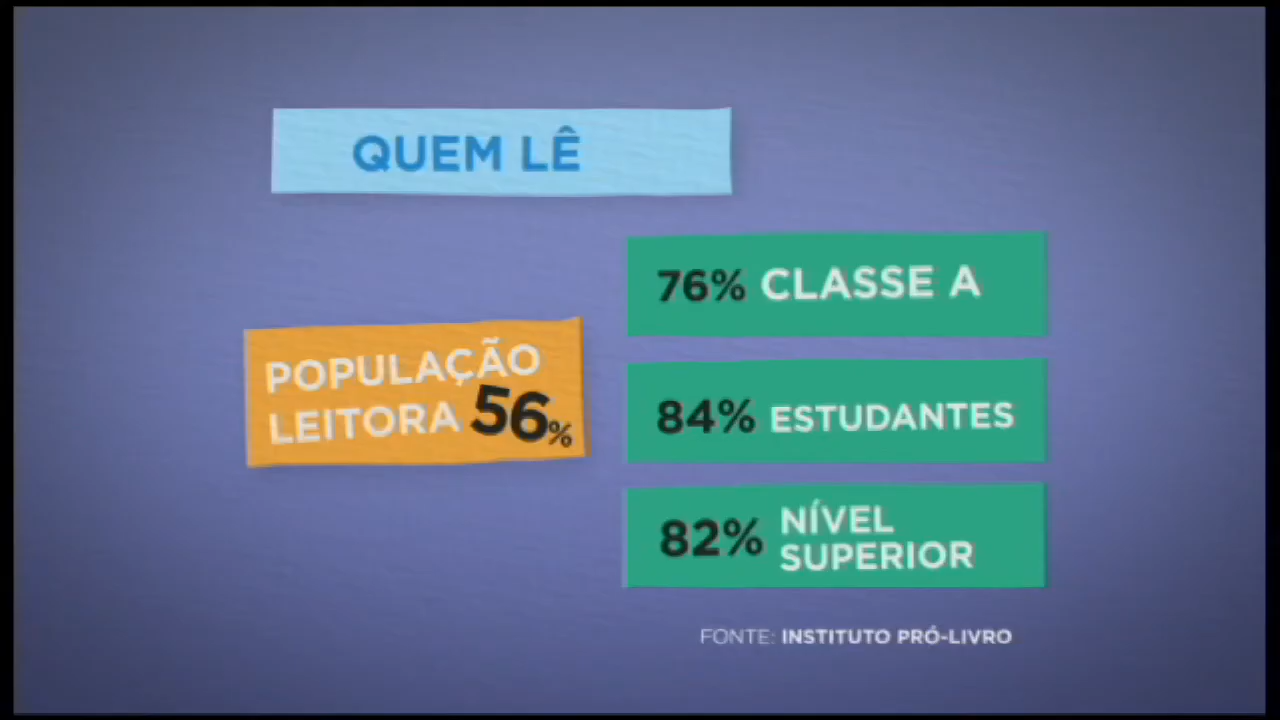 QUEM LÊ
POPULAÇÃO
LEITORA 56%
76% CLASSE A
84% ESTUDANTES
82% NÍVEL
SUPERIOR
FONTE: INSTITUTO PRÓ-LIVRO